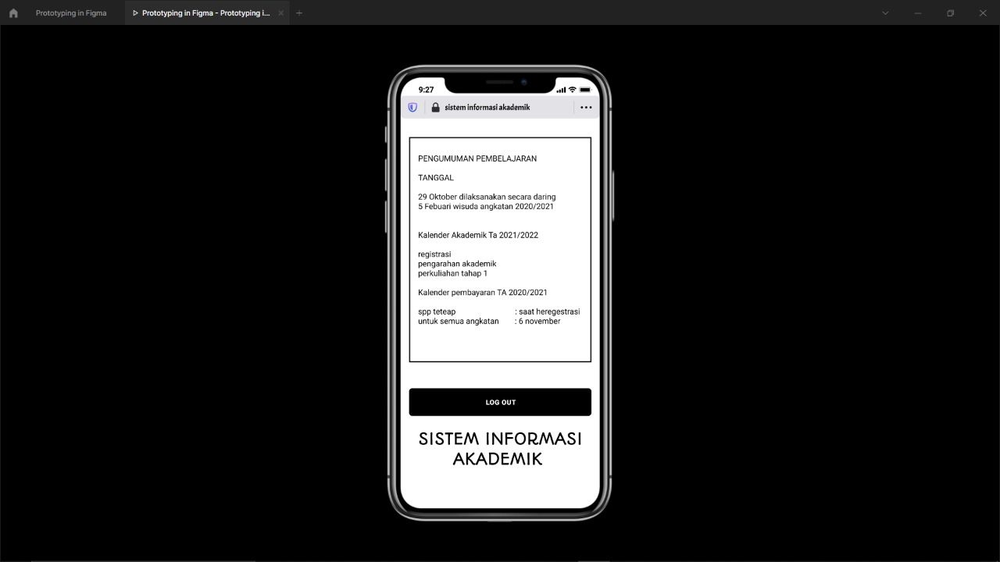 Prototyping in Figma
Prototyping in Figma - Prototyping i...
9:27
sistem informasi akademik
PENGUMUMAN PEMBELAJARAN
TANGGAL
29 Oktober dilaksanakan secara daring
5 Febuari wisuda angkatan 2020/2021
Kalender Akademik Ta 2021/2022
registrasi
pengarahan akademik
perkuliahan tahap 1
Kalender pembayaran TA 2020/2021
spp teteap : saat heregestrasi
untuk semua angkatan : 6 november
LOG OUT
SISTEM INFORMASI
AKADEMIK